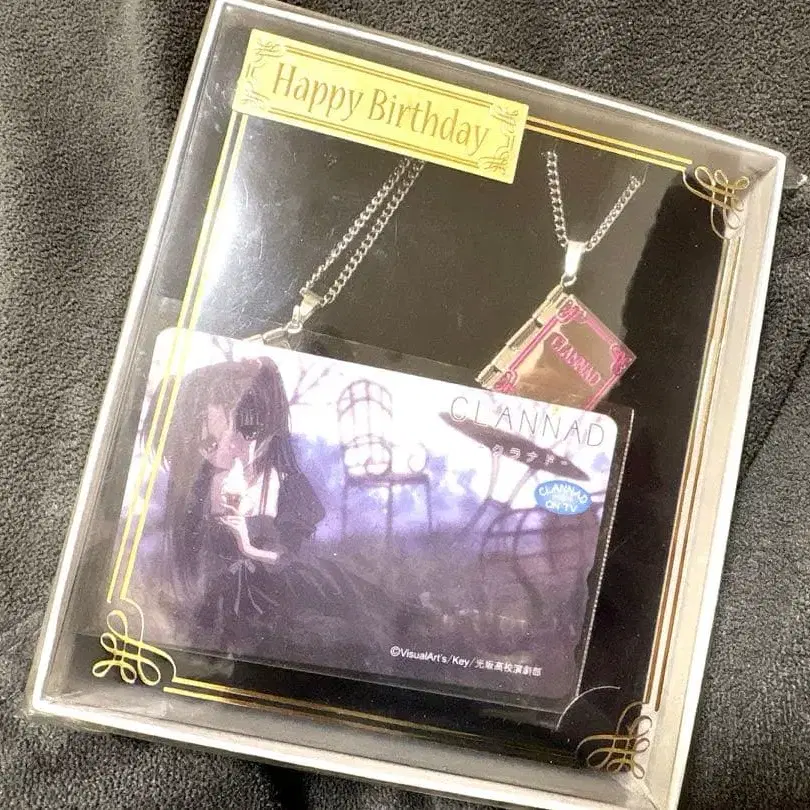 Happy Birthday
CLANNAD
CLANNAD
-クラナド-
CLANNAD
ON TV
©VisualArt's/Key/光坂高校演劇部